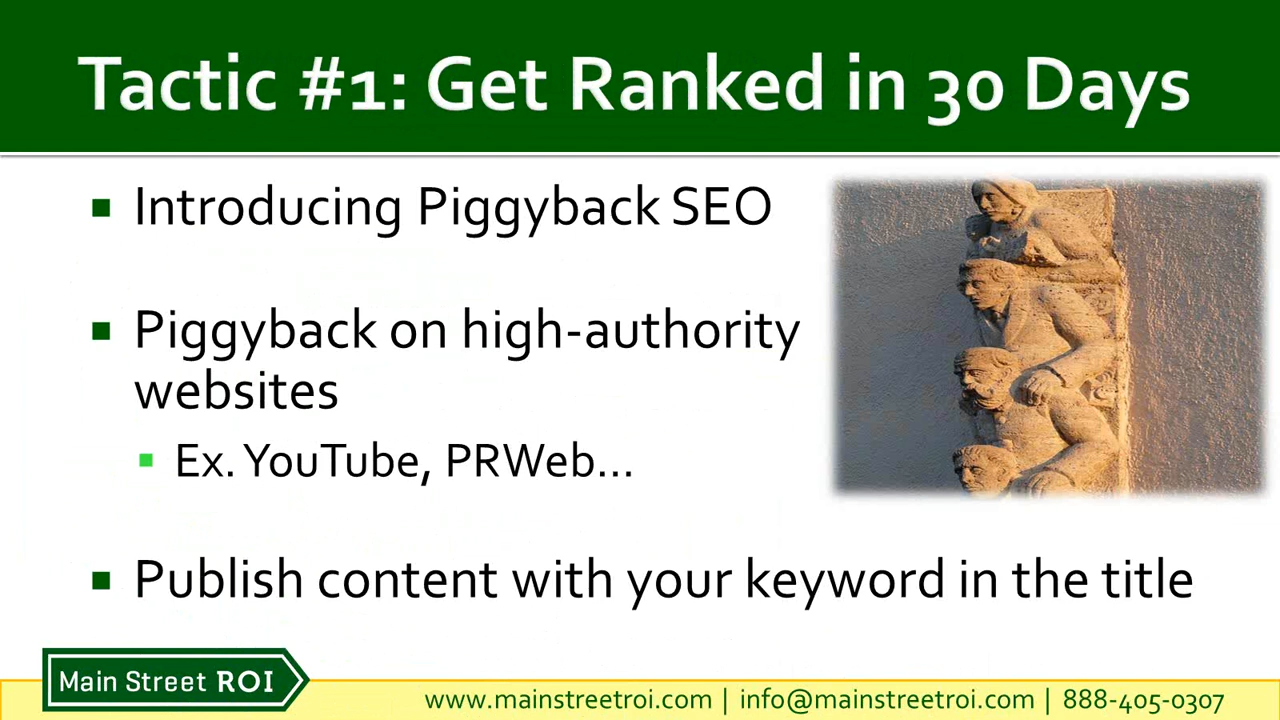 Tactic #1: Get Ranked in 30 Days
Introducing Piggyback SEO
Piggyback on high-authority
websites
Ex. YouTube, PRWeb...
Publish content with your keyword in the title
Main Street ROI
www.mainstreetroi.com | info@mainstreetroi.com | 888-405-0307